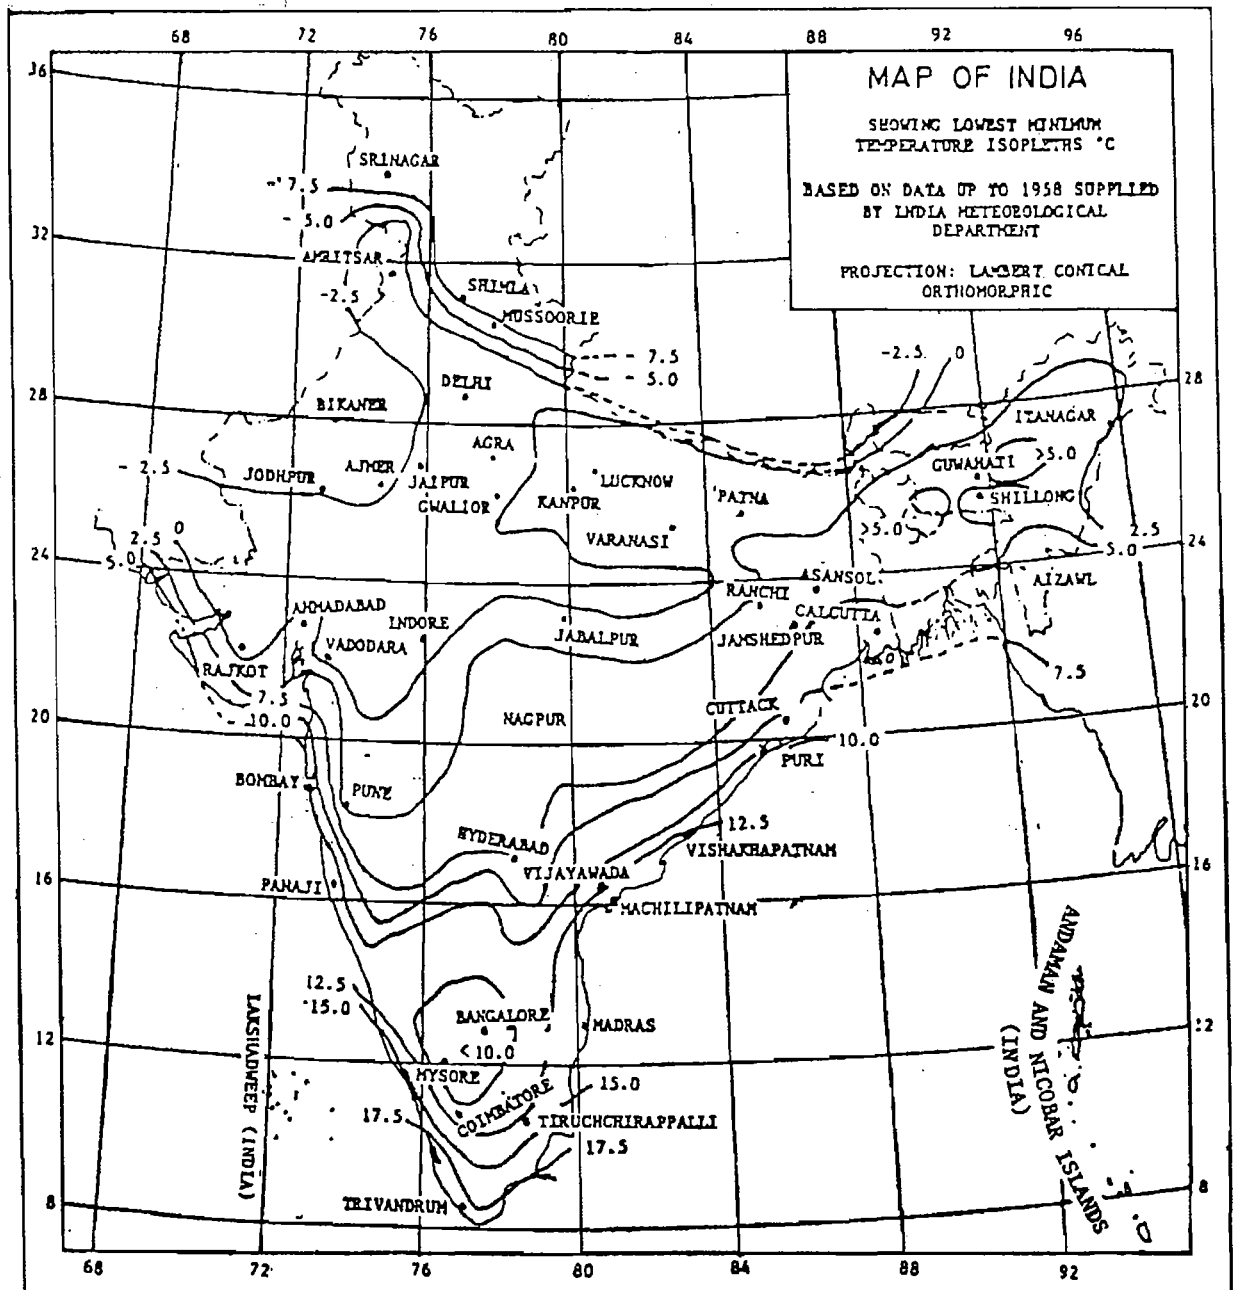 68 72 76 80 84 88 92 96
MAP OF INDIA
SHOWING LOWEST MINIMUM
TEMPERATURE ISOPLETHS °C
BASED ON DATA UP TO 1958 SUPPLIED
BY INDIA METEOROLOGICAL
DEPARTMENT
PROJECTION: LAMBERT CONICAL
ORTHOMORPHIC
36
SRINAGAR
-7.5
-5.0
32
AMRITSAR
SHIMLA
-2.5
MUSSOORIE
-7.5
-5.0
-2.5 0
DELHI
28 28
BIKANER
ITANAGAR
AGRA
-2.5
JODHPUR
AJMER
JAIPUR
GWALIOR
KANPUR
LUCKNOW
PATNA
GUWAHATI
>5.0
SHILLONG
>5.0
VARANASI
2.5 0
2.5
5.0
24 24
5.0
RANCHI
ASANSOL
AIZAWL
AHMADABAD
INDORE
JABALPUR
JAMSHEDPUR
CALCUTTA
VADODARA
RAJKOT
7.5
7.5
10.0
CUTTACK
20 20
NAGPUR
10.0
PURI
BOMBAY
PUNE
12.5
HYDERABAD
VISHAKHAPATNAM
VIJAYAWADA
16 16
PANAJI
MACHILIPATNAM
12.5
15.0
BANGALORE
MADRAS
12 12
<10.0
MYSORE
15.0
COIMBATORE
17.5
TIRUCHCHIRAPPALLI
17.5
TRIVANDRUM
8 8
LAKSHADWEEP (INDIA)
ANDAMAN AND NICOBAR ISLANDS
(INDIA)
68 72 76 80 84 88 92